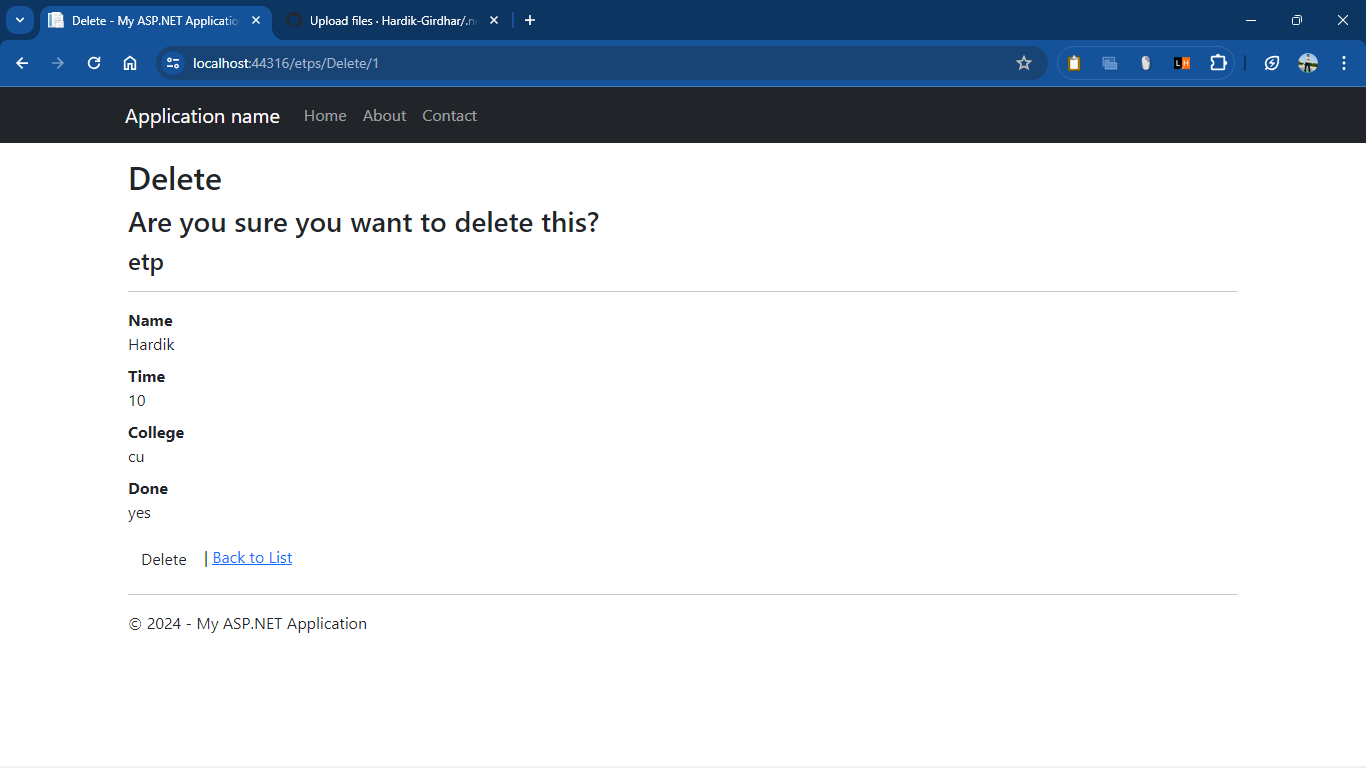 Delete - My ASP.NET Applicatio
Upload files · Hardik-Girdhar/.n
localhost:44316/etps/Delete/1
Application name Home About Contact
Delete
Are you sure you want to delete this?
etp
Name
Hardik
Time
10
College
cu
Done
yes
Delete | Back to List
© 2024 - My ASP.NET Application